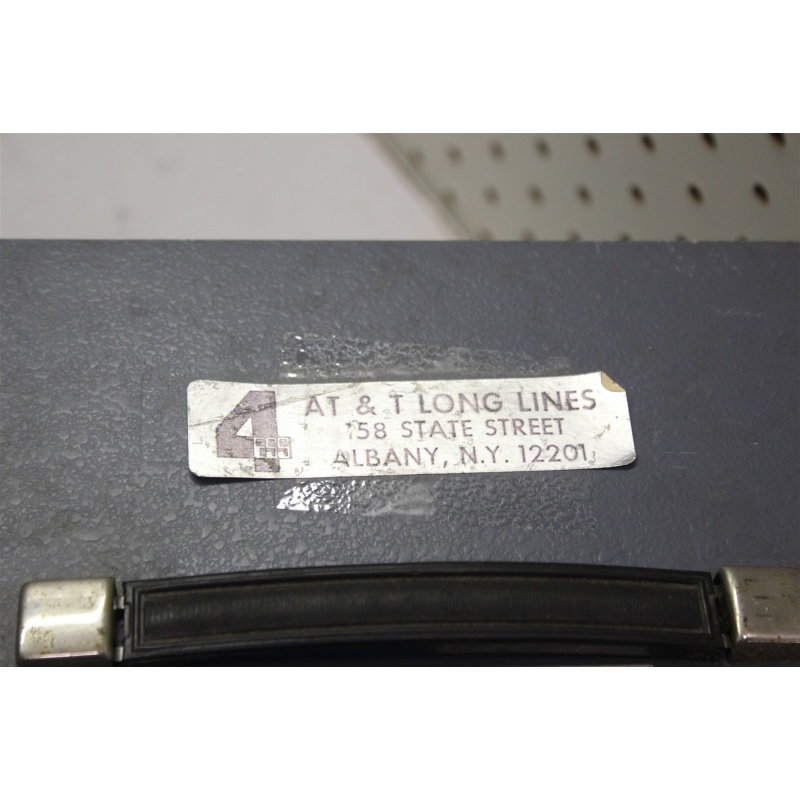 4
AT & T LONG LINES
158 STATE STREET
ALBANY, N.Y. 12201